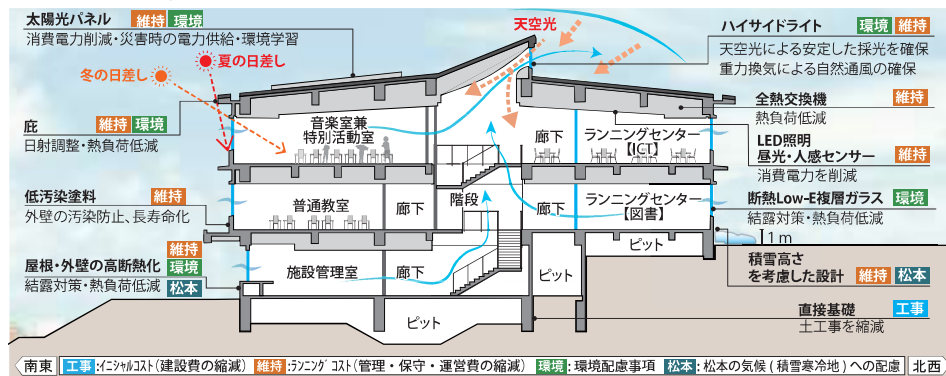 太陽光パネル 維持 環境
消費電力削減・災害時の電力供給・環境学習
夏の日差し
冬の日差し
天空光
ハイサイドライト 環境 維持
天空光による安定した採光を確保
重力換気による自然通風の確保
庇 維持 環境
日射調整・熱負荷低減
全熱交換機 維持
熱負荷低減
LED照明
昼光・人感センサー 維持
消費電力を削減
音楽室兼
特別活動室
廊下
ランニングセンター
【ICT】
低汚染塗料 維持
外壁の汚染防止、長寿命化
普通教室
廊下
階段
廊下
ランニングセンター
【図書】
断熱Low-E複層ガラス 環境
結露対策・熱負荷低減
1m
ピット
積雪高さ
を考慮した設計 維持 松本
維持
屋根・外壁の高断熱化 環境
結露対策・熱負荷低減 松本
施設管理室
廊下
ピット
ピット
直接基礎 工事
土工事を縮減
南東 工事:イニシャルコスト(建設費の縮減) 維持:ランニングコスト(管理・保守・運営費の縮減) 環境:環境配慮事項 松本:松本の気候(積雪寒冷地)への配慮 北西